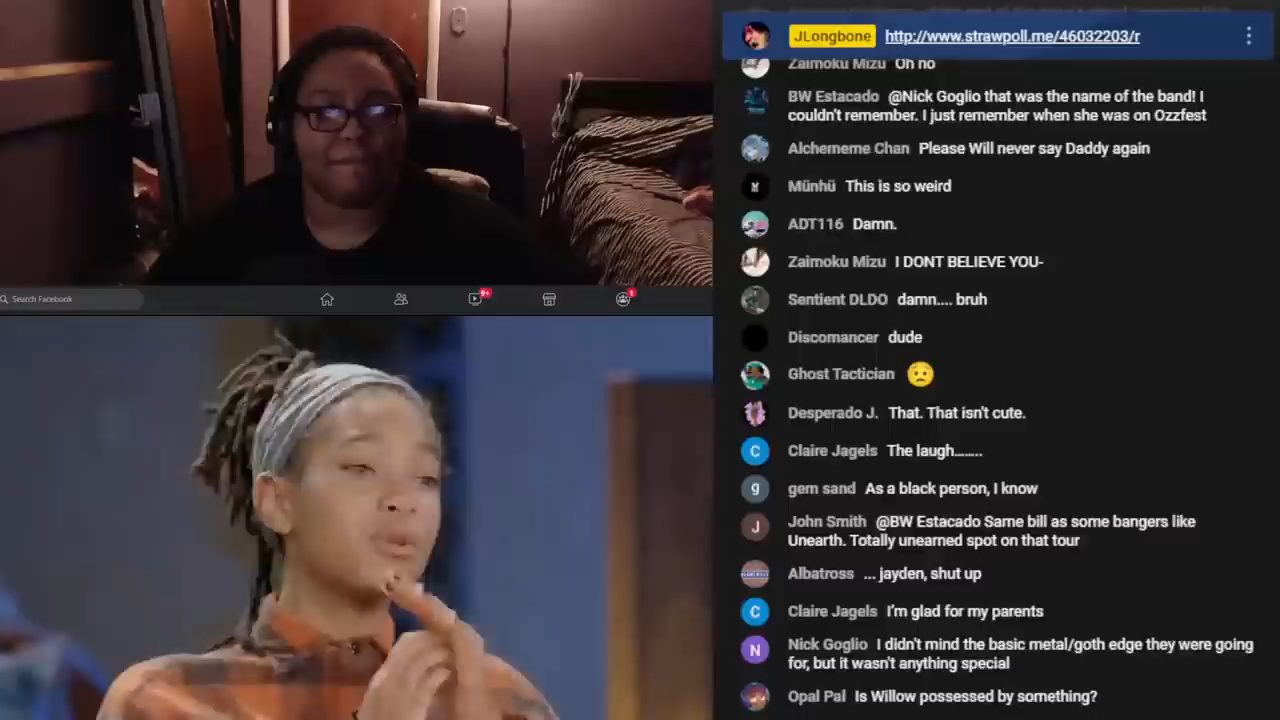 JLongbone http://www.strawpoll.me/46032203/r
Zaimoku Mizu Oh no
BW Estacado @Nick Goglio that was the name of the band! I
couldn't remember. I just remember when she was on Ozzfest
Alchememe Chan Please Will never say Daddy again
Münhü This is so weird
ADT116 Damn.
Zaimoku Mizu I DONT BELIEVE YOU-
Sentient DLDO damn.... bruh
Discomancer dude
Ghost Tactician 😟
Desperado J. That. That isn't cute.
C Claire Jagels The laugh........
g gem sand As a black person, I know
J John Smith @BW Estacado Same bill as some bangers like
Unearth. Totally unearned spot on that tour
Albatross ... jayden, shut up
C Claire Jagels I'm glad for my parents
N Nick Goglio I didn't mind the basic metal/goth edge they were going
for, but it wasn't anything special
Opal Pal Is Willow possessed by something?
Search Facebook
9+
1